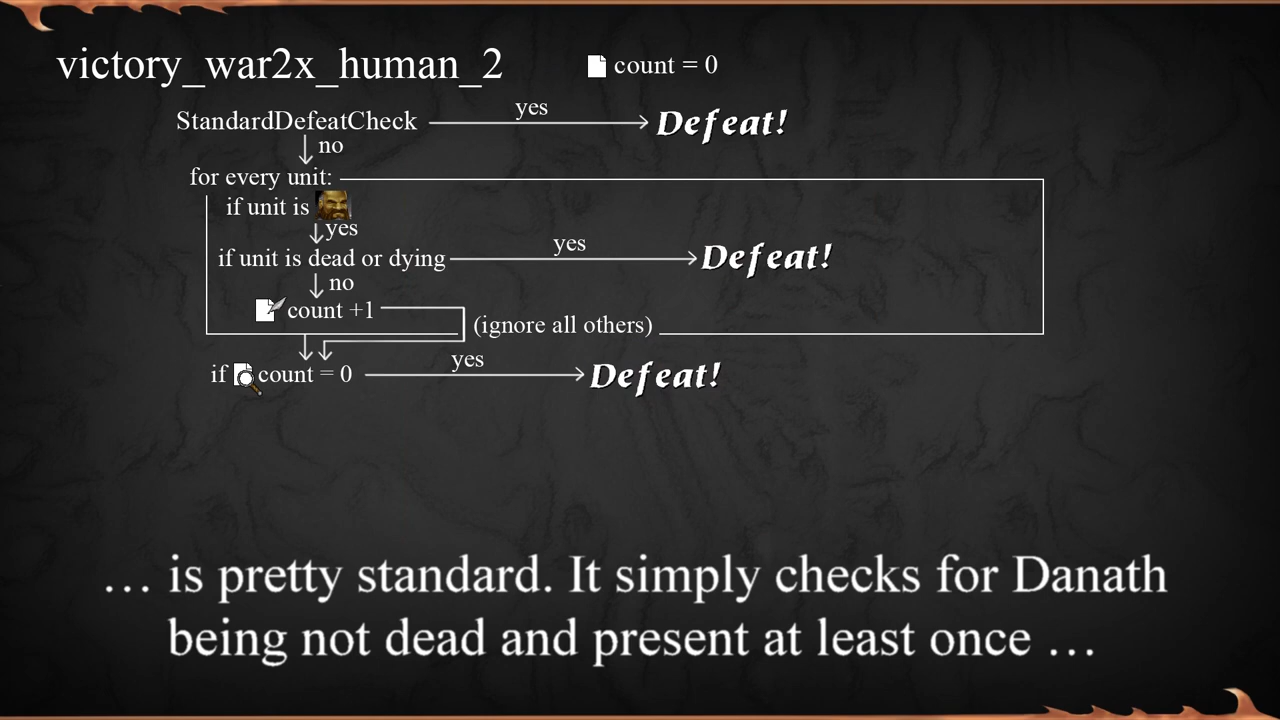 victory_war2x_human_2
count = 0
StandardDefeatCheck
yes
Defeat!
no
for every unit:
if unit is
yes
if unit is dead or dying
yes
Defeat!
no
count +1
(ignore all others)
if count = 0
yes
Defeat!
… is pretty standard. It simply checks for Danath
being not dead and present at least once …